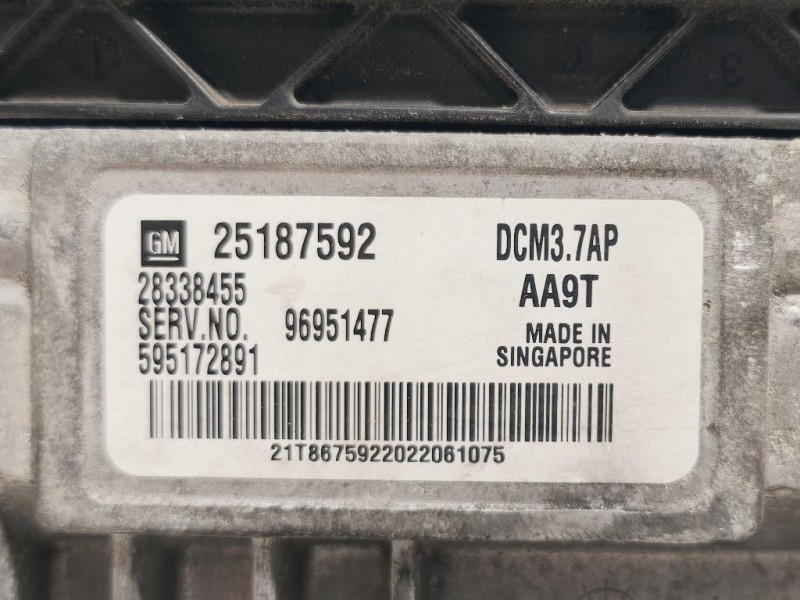 GM 25187592 DCM3.7AP
28338455 AA9T
SERV.NO. 96951477 MADE IN
595172891 SINGAPORE
21T8675922022061075